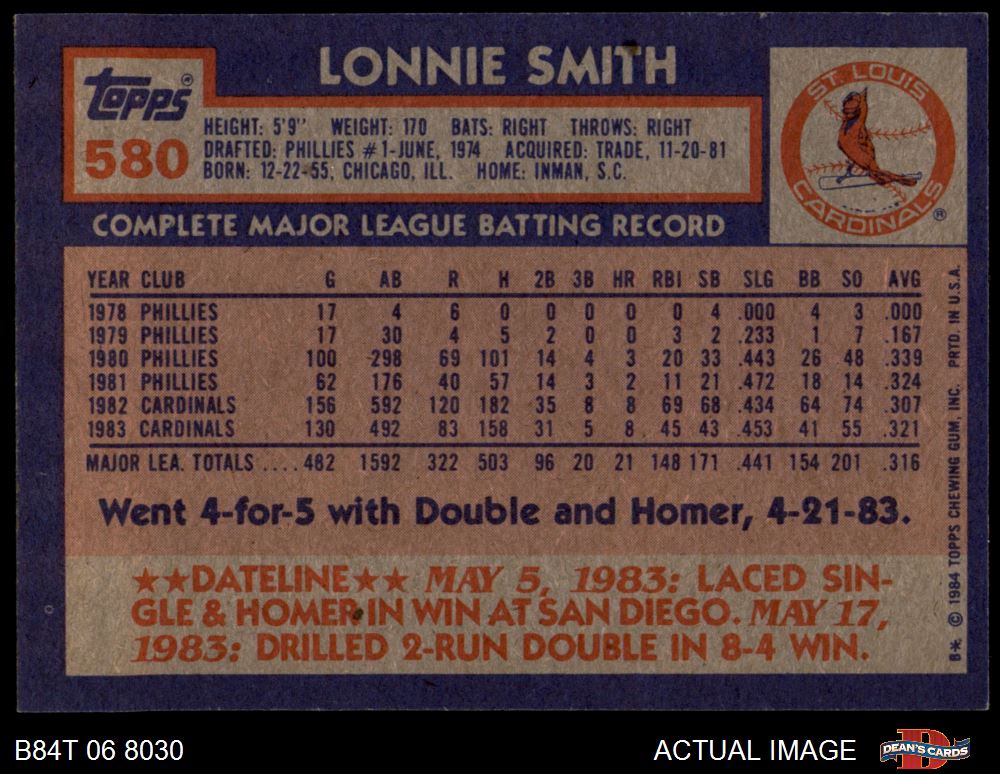 LONNIE SMITH
Topps®
580
HEIGHT: 5'9" WEIGHT: 170 BATS: RIGHT THROWS: RIGHT
DRAFTED: PHILLIES #1-JUNE, 1974 ACQUIRED: TRADE, 11-20-81
BORN: 12-22-55; CHICAGO, ILL. HOME: INMAN, S.C.
ST. LOUIS
CARDINALS ®
COMPLETE MAJOR LEAGUE BATTING RECORD
YEAR CLUB G AB R H 2B 3B HR RBI SB SLG BB SO AVG
1978 PHILLIES 17 4 6 0 0 0 0 0 4 .000 4 3 .000
1979 PHILLIES 17 30 4 5 2 0 0 3 2 .233 1 7 .167
1980 PHILLIES 100 298 69 101 14 4 3 20 33 .443 26 48 .339
1981 PHILLIES 62 176 40 57 14 3 2 11 21 .472 18 14 .324
1982 CARDINALS 156 592 120 182 35 8 8 69 68 .434 64 74 .307
1983 CARDINALS 130 492 83 158 31 5 8 45 43 .453 41 55 .321
MAJOR LEA. TOTALS .... 482 1592 322 503 96 20 21 148 171 .441 154 201 .316
Went 4-for-5 with Double and Homer, 4-21-83.
★★DATELINE★★ MAY 5, 1983: LACED SIN-
GLE & HOMER IN WIN AT SAN DIEGO. MAY 17,
1983: DRILLED 2-RUN DOUBLE IN 8-4 WIN.
B* © 1984 TOPPS CHEWING GUM, INC. PRTD. IN U.S.A.
B84T 06 8030
ACTUAL IMAGE
DEAN'S CARDS